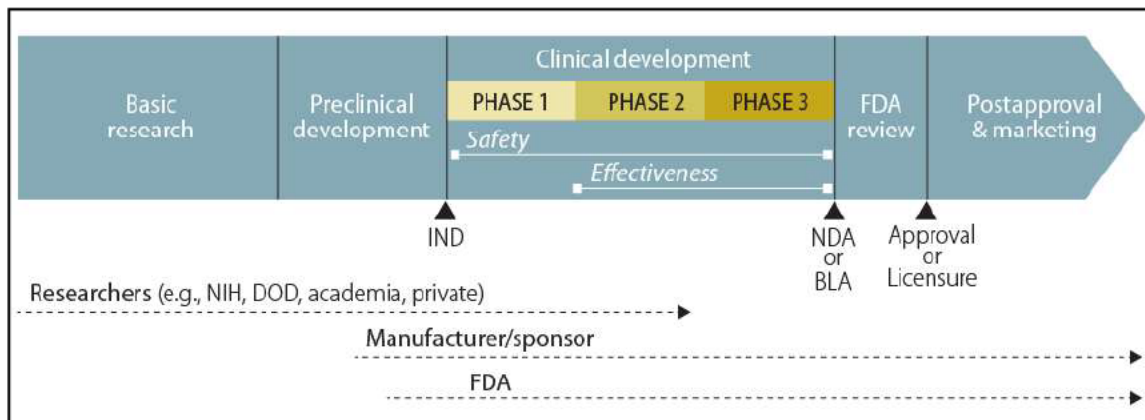 Clinical development
Basic
research
Preclinical
development
PHASE 1 PHASE 2 PHASE 3
FDA
review
Postapproval
& marketing
Safety
Effectiveness
IND
NDA
or
BLA
Approval
or
Licensure
Researchers (e.g., NIH, DOD, academia, private)
Manufacturer/sponsor
FDA